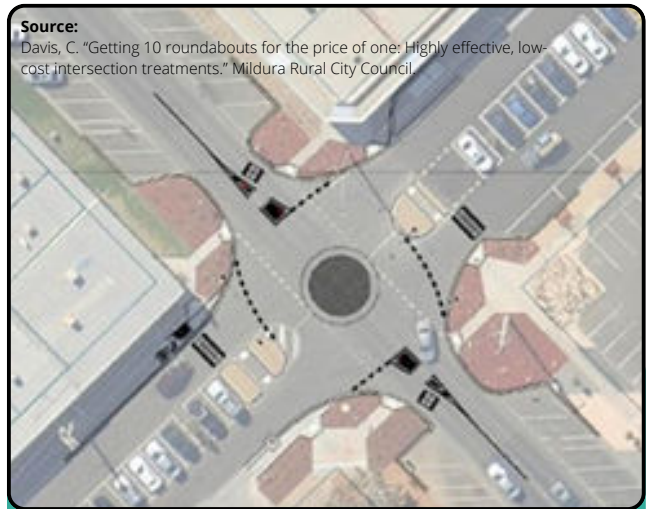 Source:
Davis, C. “Getting 10 roundabouts for the price of one: Highly effective, low-
cost intersection treatments.” Mildura Rural City Council.